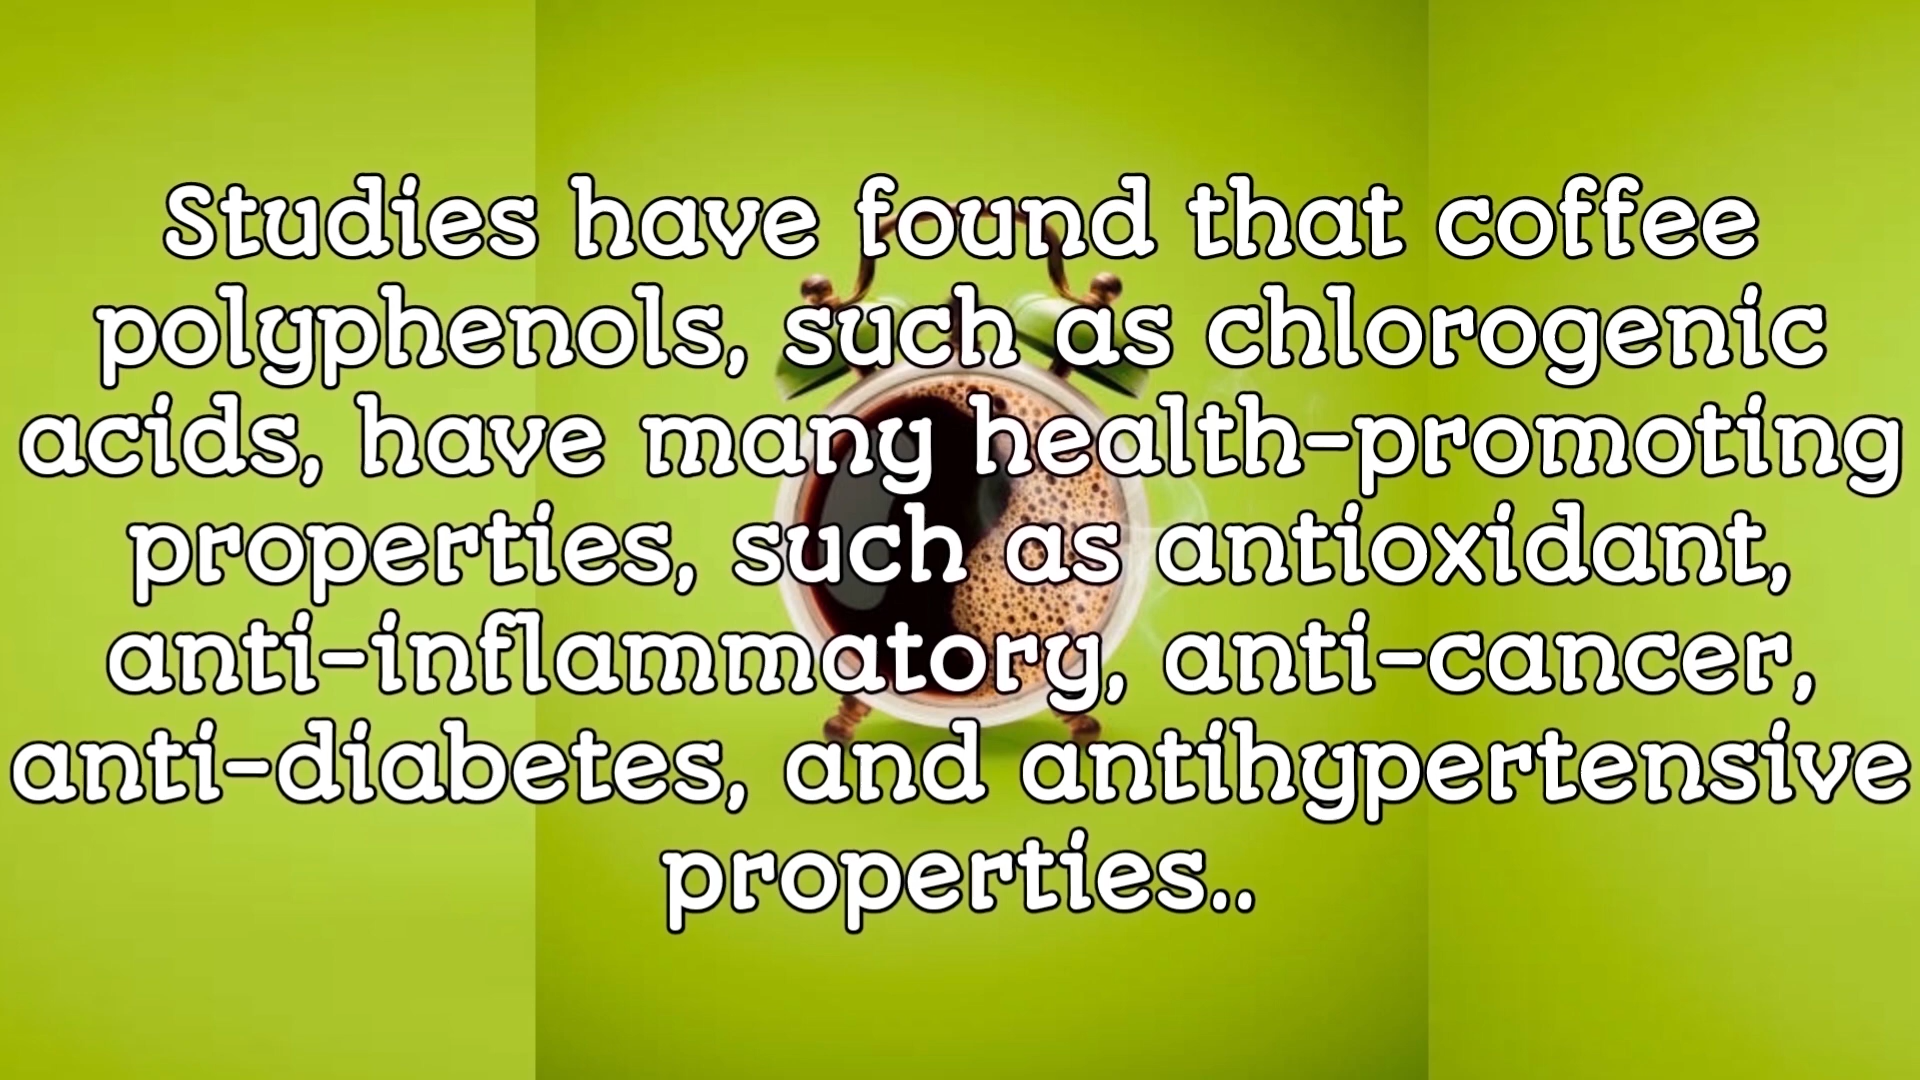 Studies have found that coffee
polyphenols, such as chlorogenic
acids, have many health-promoting
properties, such as antioxidant,
anti-inflammatory, anti-cancer,
anti-diabetes, and antihypertensive
properties..